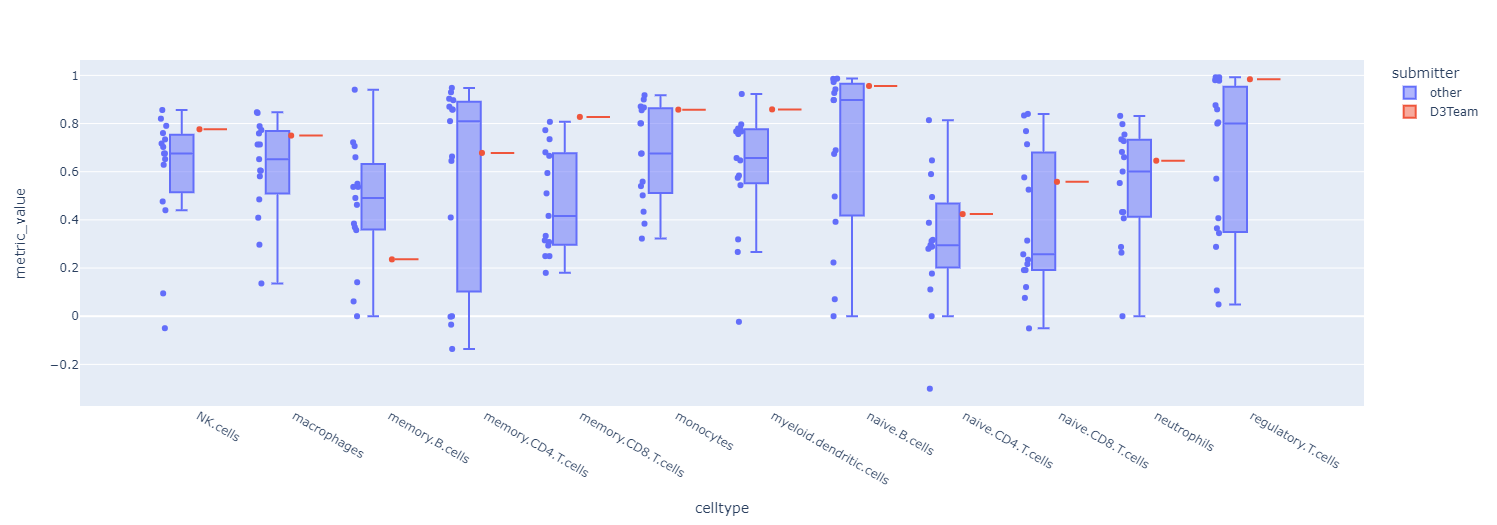 submitter
other
D3Team
metric_value
1
0.8
0.6
0.4
0.2
0
−0.2
NK.cells
macrophages
memory.B.cells
memory.CD4.T.cells
memory.CD8.T.cells
monocytes
myeloid.dendritic.cells
naive.B.cells
naive.CD4.T.cells
naive.CD8.T.cells
neutrophils
regulatory.T.cells
celltype